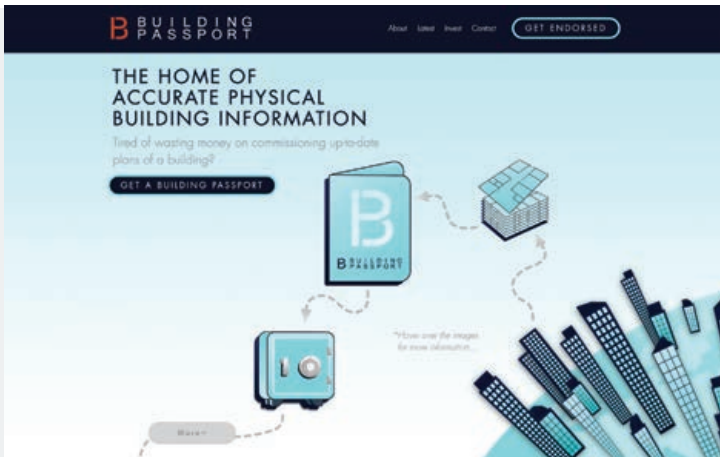 BUILDING
PASSPORT
About Latest Invest Contact GET ENDORSED
THE HOME OF
ACCURATE PHYSICAL
BUILDING INFORMATION
Tired of wasting money on commissioning up-to-date
plans of a building?
GET A BUILDING PASSPORT
B
B BUILDING
PASSPORT
*Hover over the images
for more information...
More+